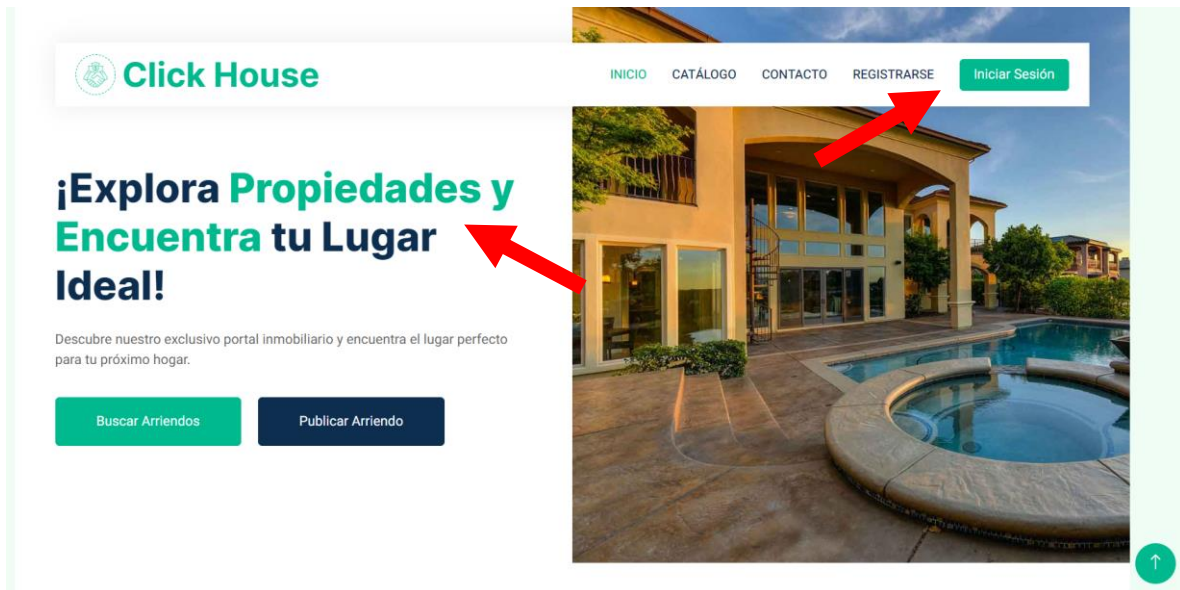 Click House
INICIO CATÁLOGO CONTACTO REGISTRARSE Iniciar Sesión
¡Explora Propiedades y
Encuentra tu Lugar
Ideal!
Descubre nuestro exclusivo portal inmobiliario y encuentra el lugar perfecto
para tu próximo hogar.
Buscar Arriendos Publicar Arriendo